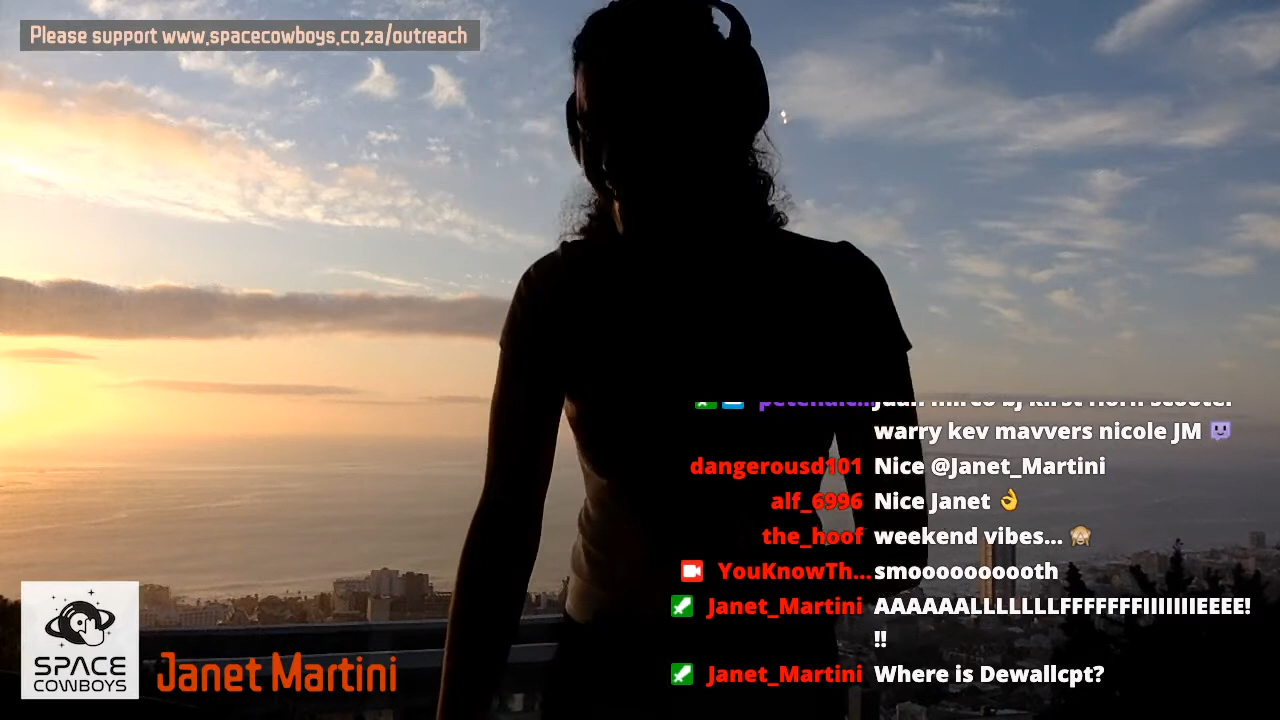 Please support www.spacecowboys.co.za/outreach
warry kev mavvers nicole JM
dangerousd101 Nice @Janet_Martini
alf_6996 Nice Janet 👌
the_hoof weekend vibes... 🙈
YouKnowTh... smoooooooooth
Janet_Martini AAAAAALLLLLLLFFFFFFFIIIIIIIEEEE!
!!
Janet_Martini Where is Dewallcpt?
SPACE
COWBOYS
Janet Martini